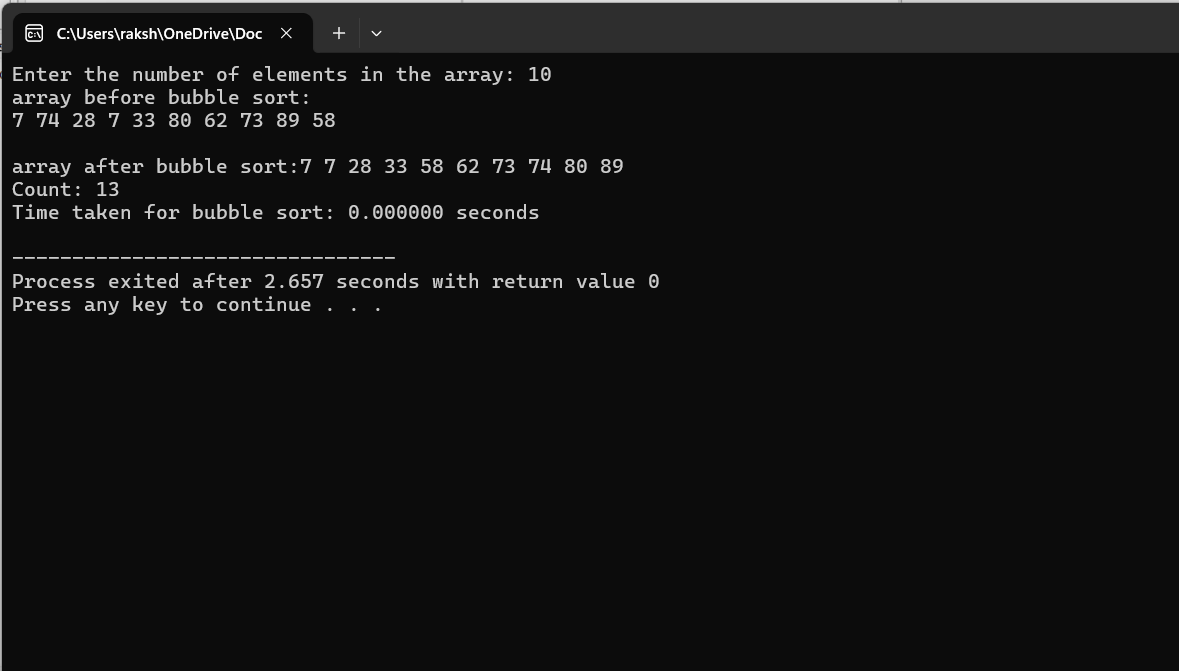 C:\Users\raksh\OneDrive\Doc
Enter the number of elements in the array: 10
array before bubble sort:
7 74 28 7 33 80 62 73 89 58
array after bubble sort:7 7 28 33 58 62 73 74 80 89
Count: 13
Time taken for bubble sort: 0.000000 seconds
--------------------------------
Process exited after 2.657 seconds with return value 0
Press any key to continue . . .